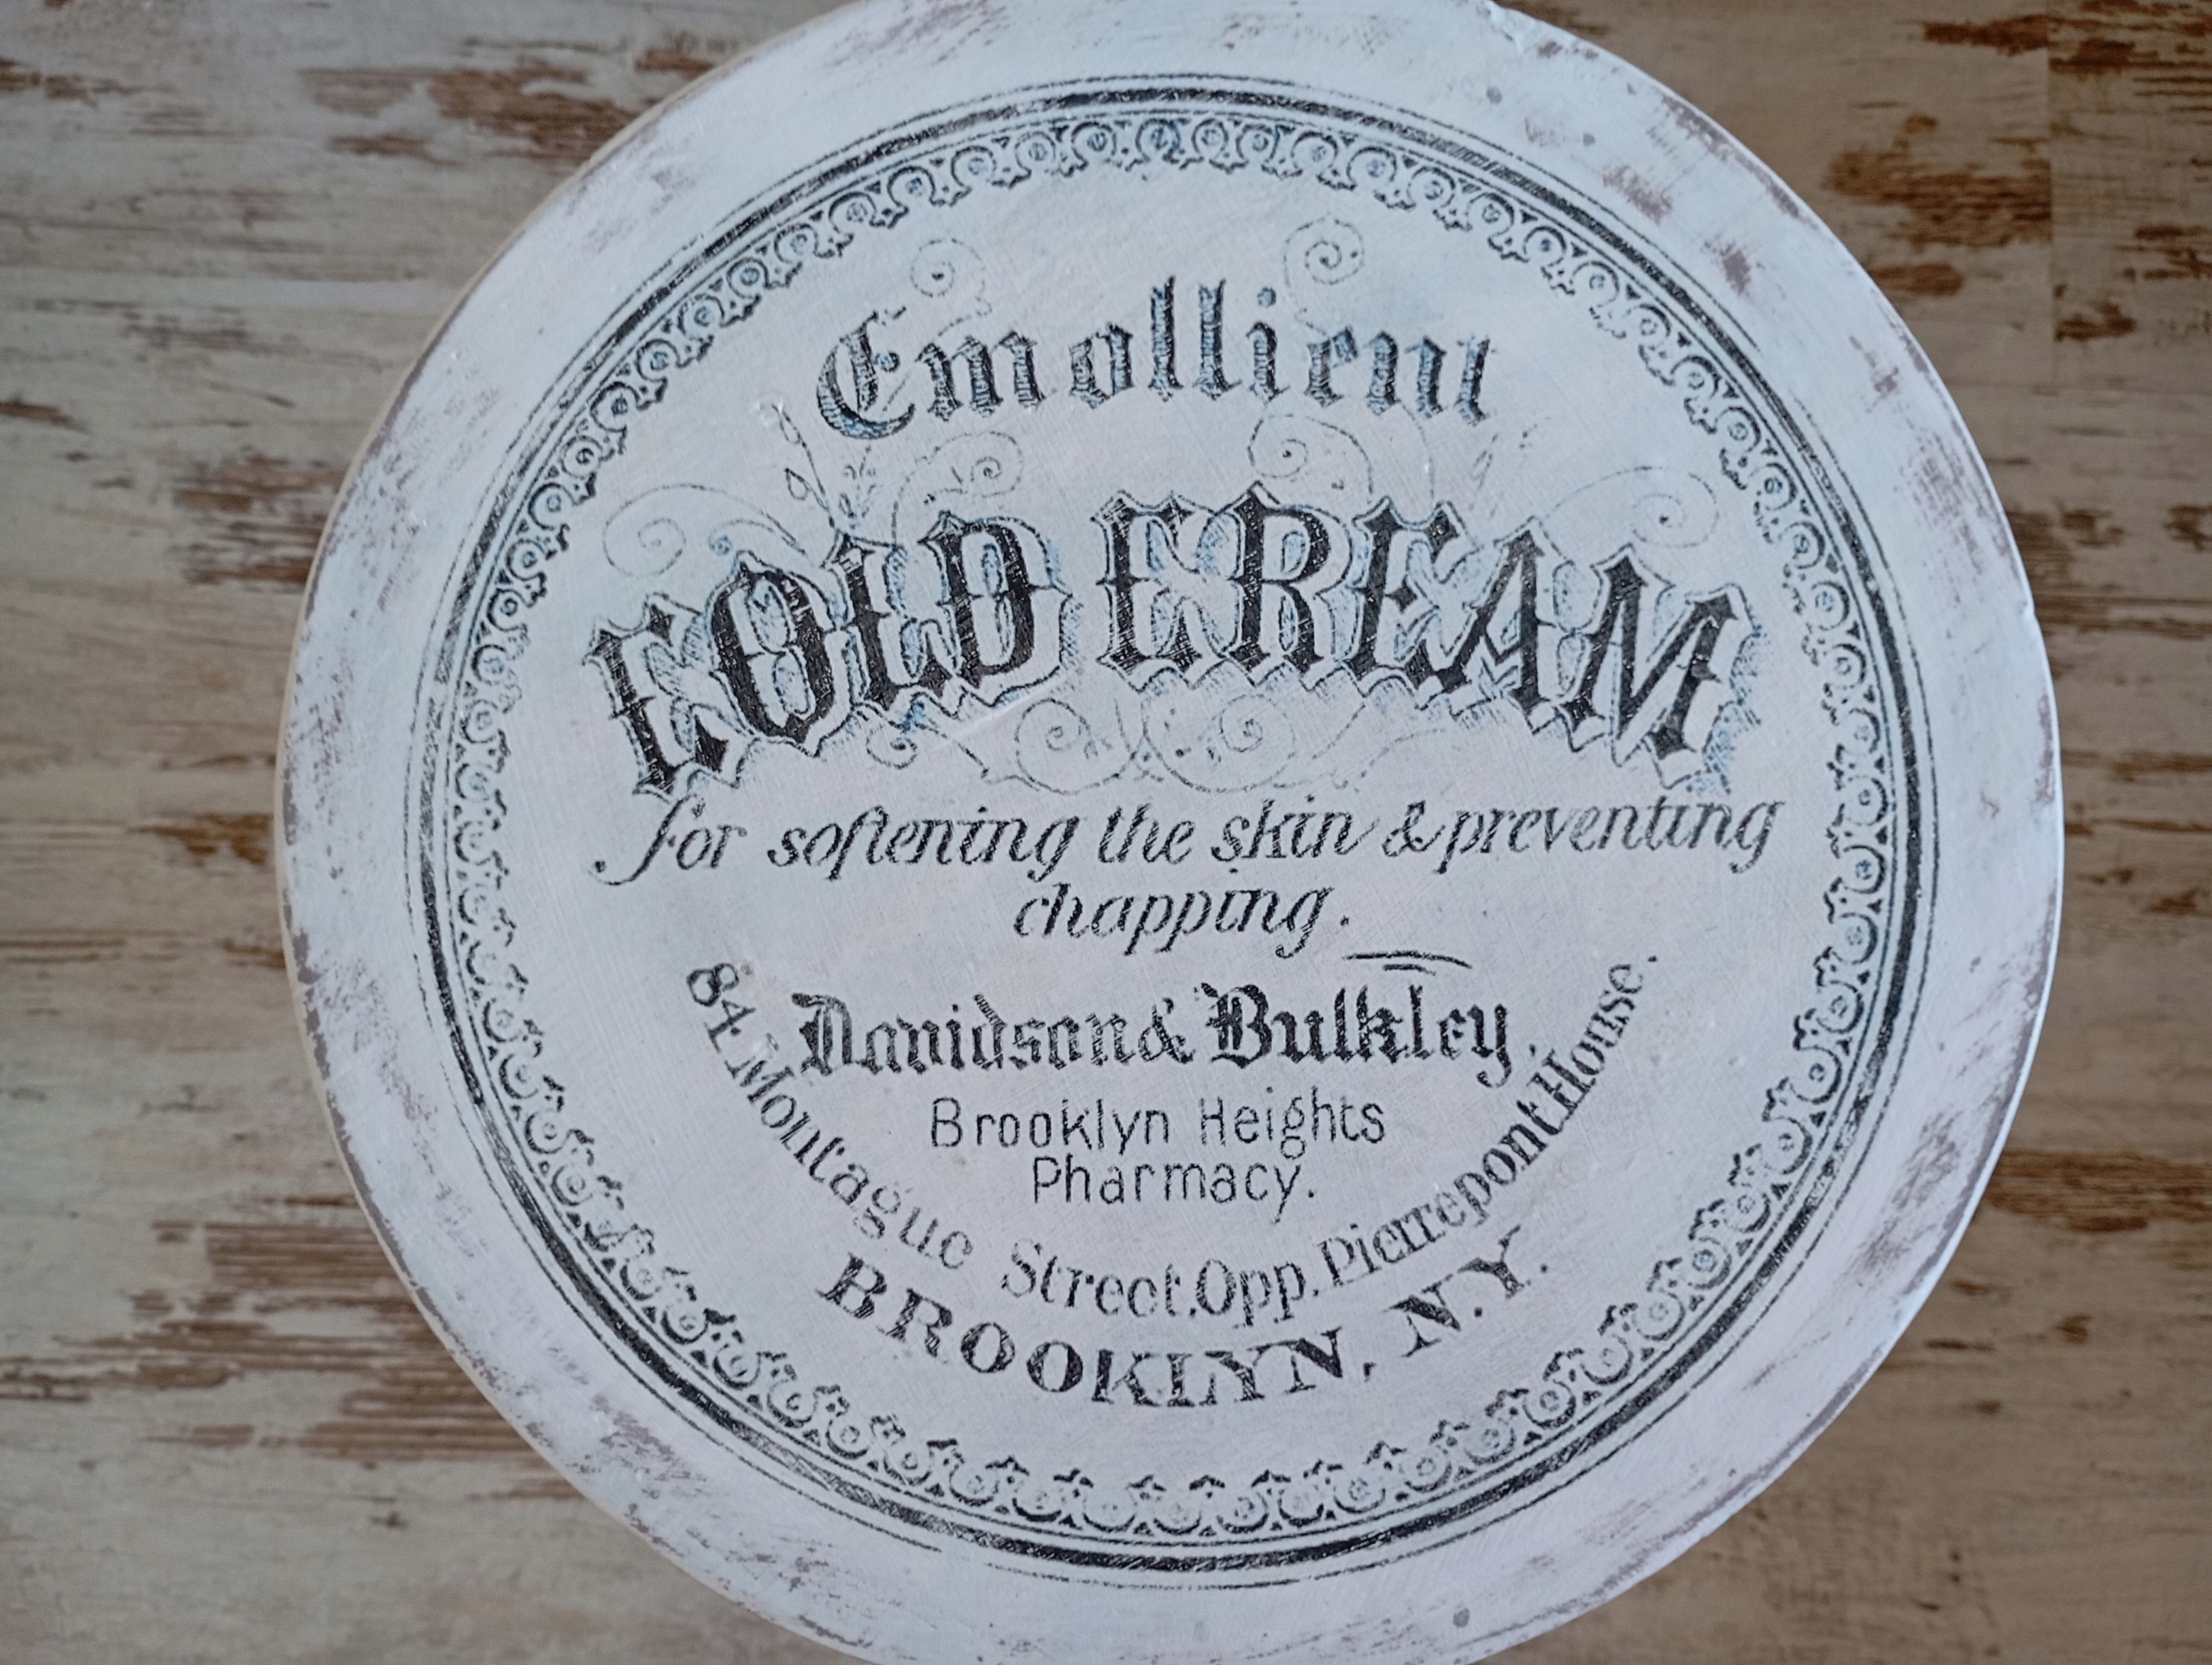 Emollient
COLD CREAM
for softening the skin & preventing
chapping.
Davidson & Bulkley.
Brooklyn Heights
Pharmacy.
84. Montague Street. Opp. Pierrepont House.
BROOKLYN, N.Y.